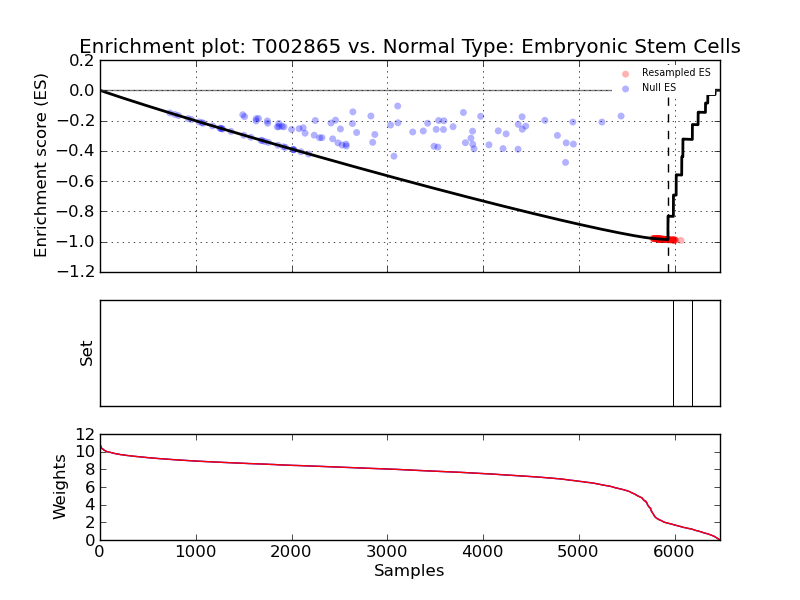 Enrichment plot: T002865 vs. Normal Type: Embryonic Stem Cells
Enrichment score (ES)
0.2
0.0
−0.2
−0.4
−0.6
−0.8
−1.0
−1.2
Resampled ES
Null ES
Set
Weights
12
10
8
6
4
2
0
0 1000 2000 3000 4000 5000 6000
Samples